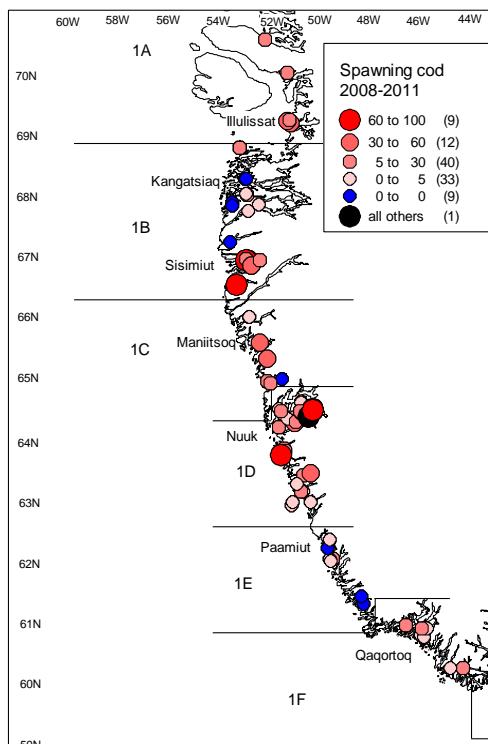 60W 58W 56W 54W 52W 50W 48W 46W 44W
1A
70N
Spawning cod
2008-2011
60 to 100 (9)
30 to 60 (12)
5 to 30 (40)
0 to 5 (33)
0 to 0 (9)
all others (1)
Illulissat
69N
Kangatsiaq
68N
1B
67N
Sisimiut
66N
1C
Maniitsoq
65N
64N
Nuuk
1D
63N
Paamiut
62N
1E
61N
Qaqortoq
60N
1F
59N